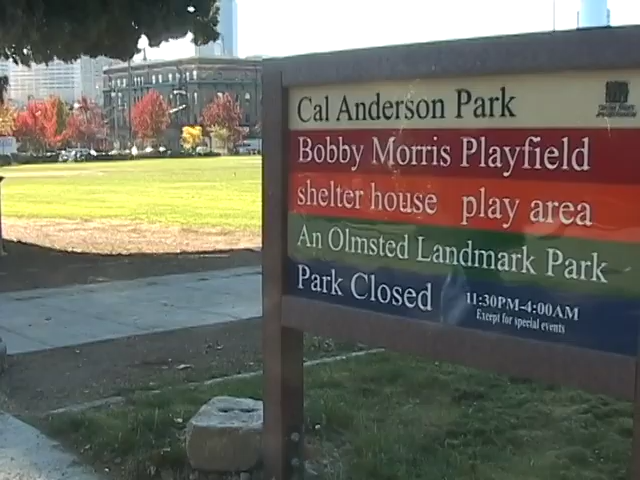 Cal Anderson Park
Bobby Morris Playfield
shelter house play area
An Olmsted Landmark Park
Park Closed 11:30PM-4:00AM
Except for special events